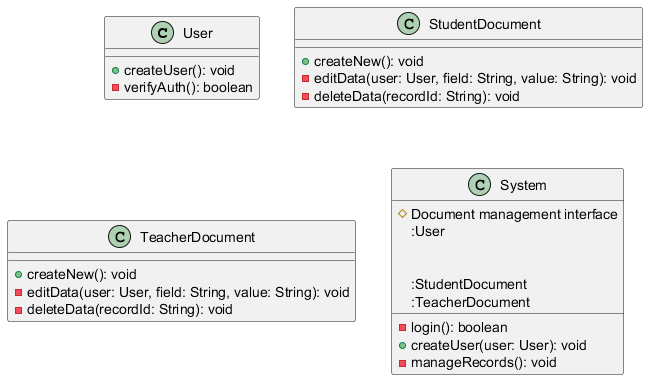 C User
createUser(): void
verifyAuth(): boolean
C StudentDocument
createNew(): void
editData(user: User, field: String, value: String): void
deleteData(recordId: String): void
C TeacherDocument
createNew(): void
editData(user: User, field: String, value: String): void
deleteData(recordId: String): void
C System
Document management interface
:User
:StudentDocument
:TeacherDocument
login(): boolean
createUser(user: User): void
manageRecords(): void